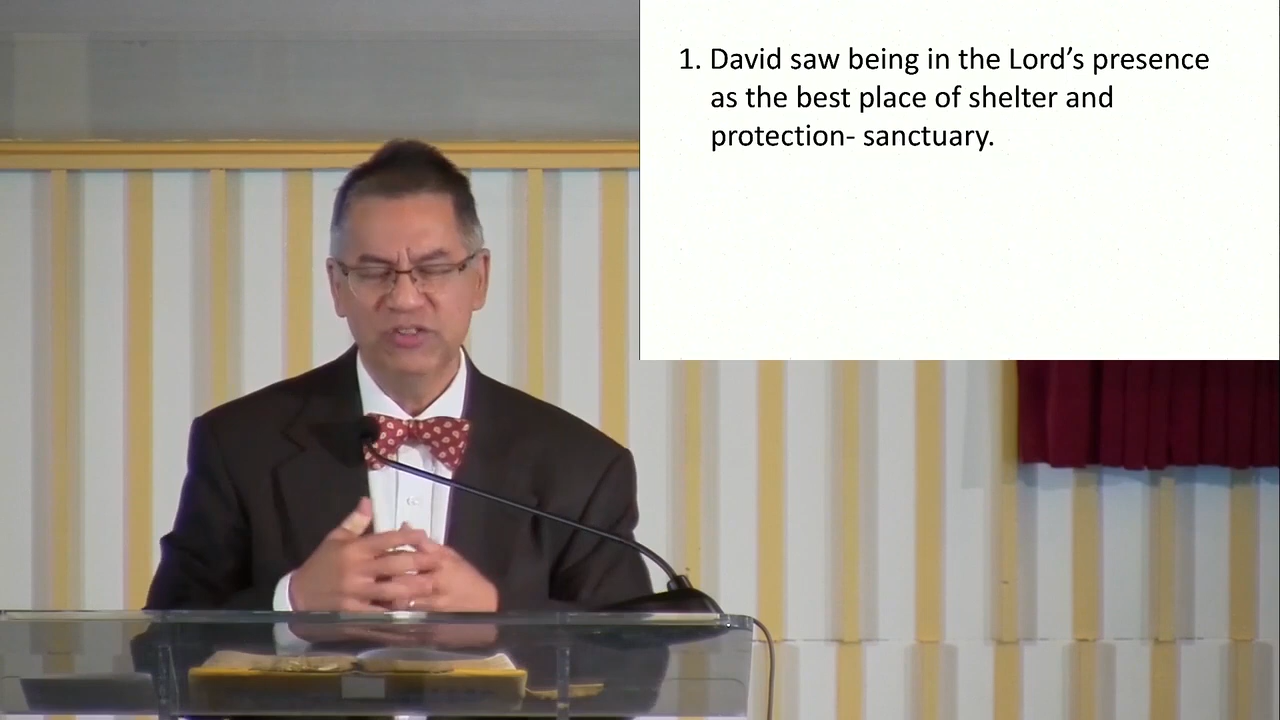 1. David saw being in the Lord’s presence
as the best place of shelter and
protection- sanctuary.